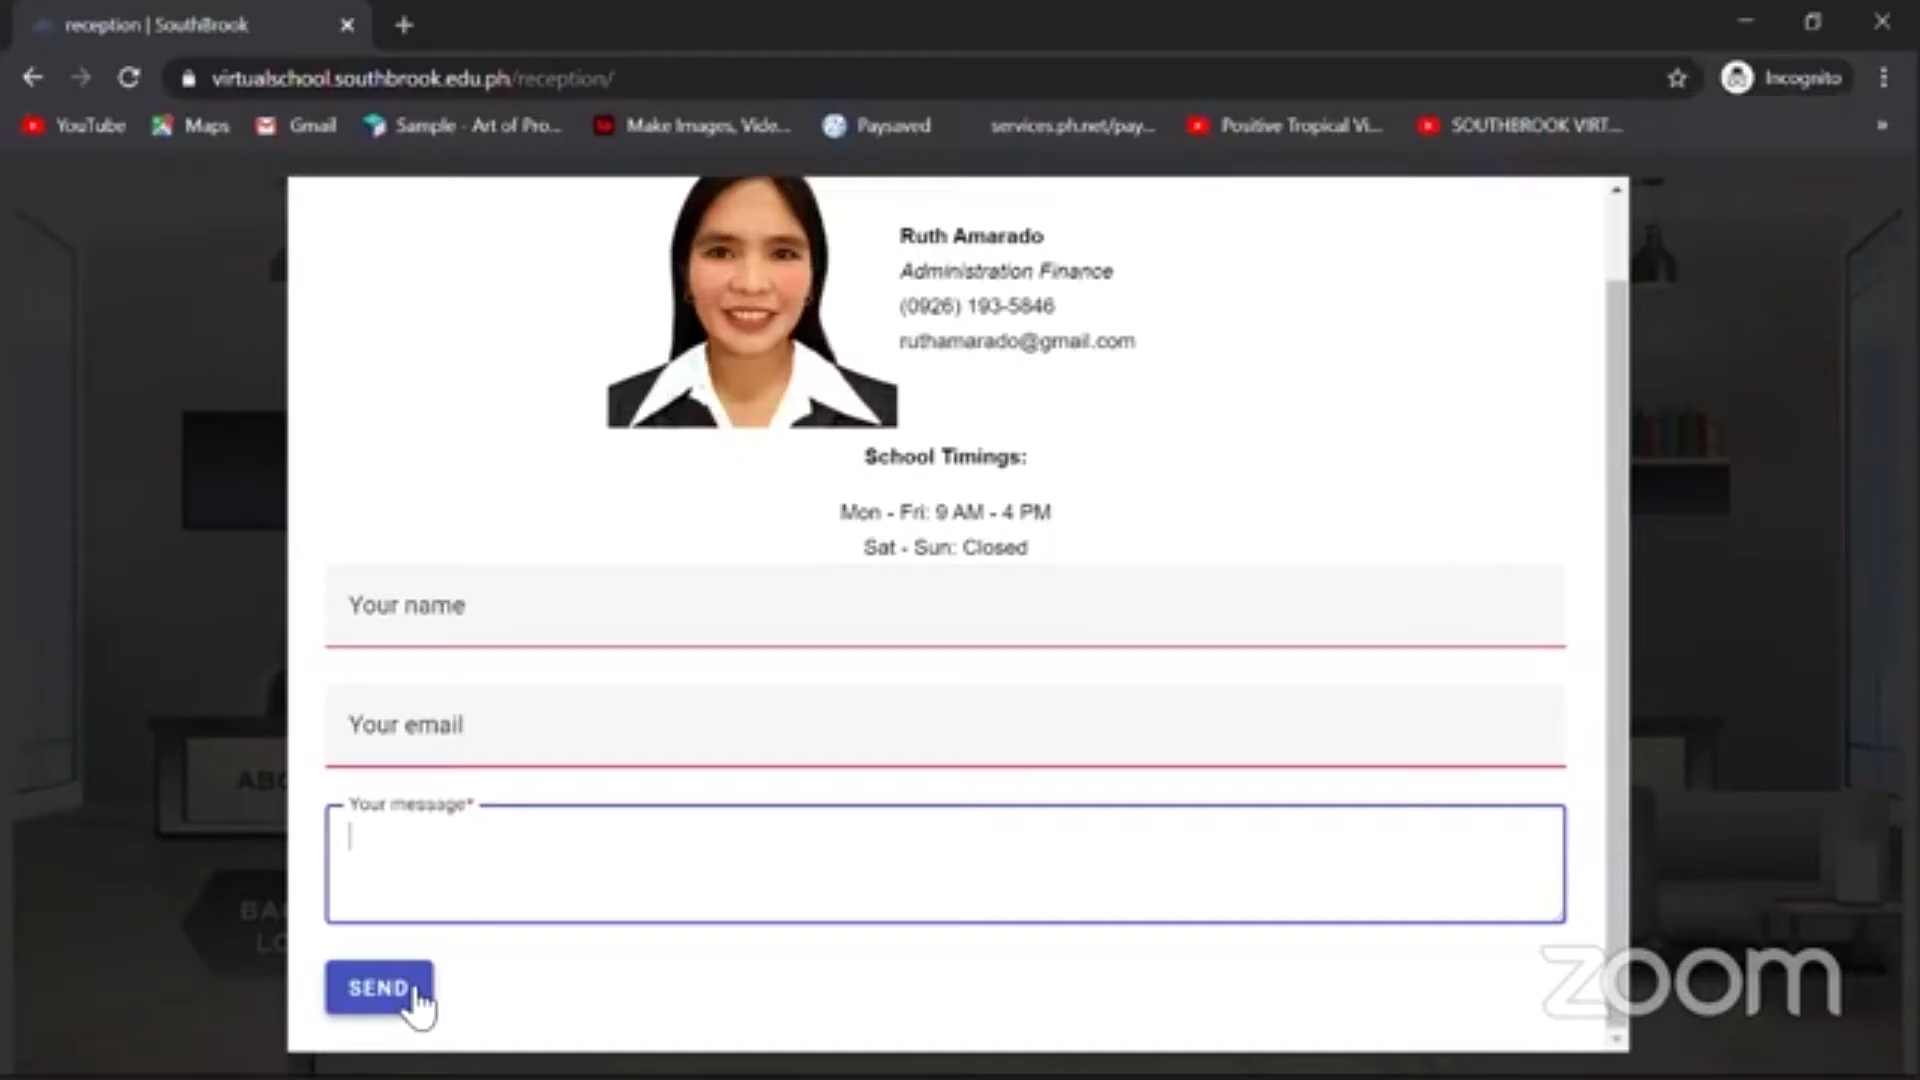 reception | SouthBrook
virtualschool.southbrook.edu.ph/reception/
Incognito
YouTube
Maps
Gmail
Sample - Art of Pro...
Make Images, Vide...
Paysaved
services.ph.net/pay...
Positive Tropical Vi...
SOUTHBROOK VIRT...
Ruth Amarado
Administration Finance
(0926) 193-5846
ruthamarado@gmail.com
School Timings:
Mon - Fri: 9 AM - 4 PM
Sat - Sun: Closed
Your name
Your email
Your message*
SEND
zoom